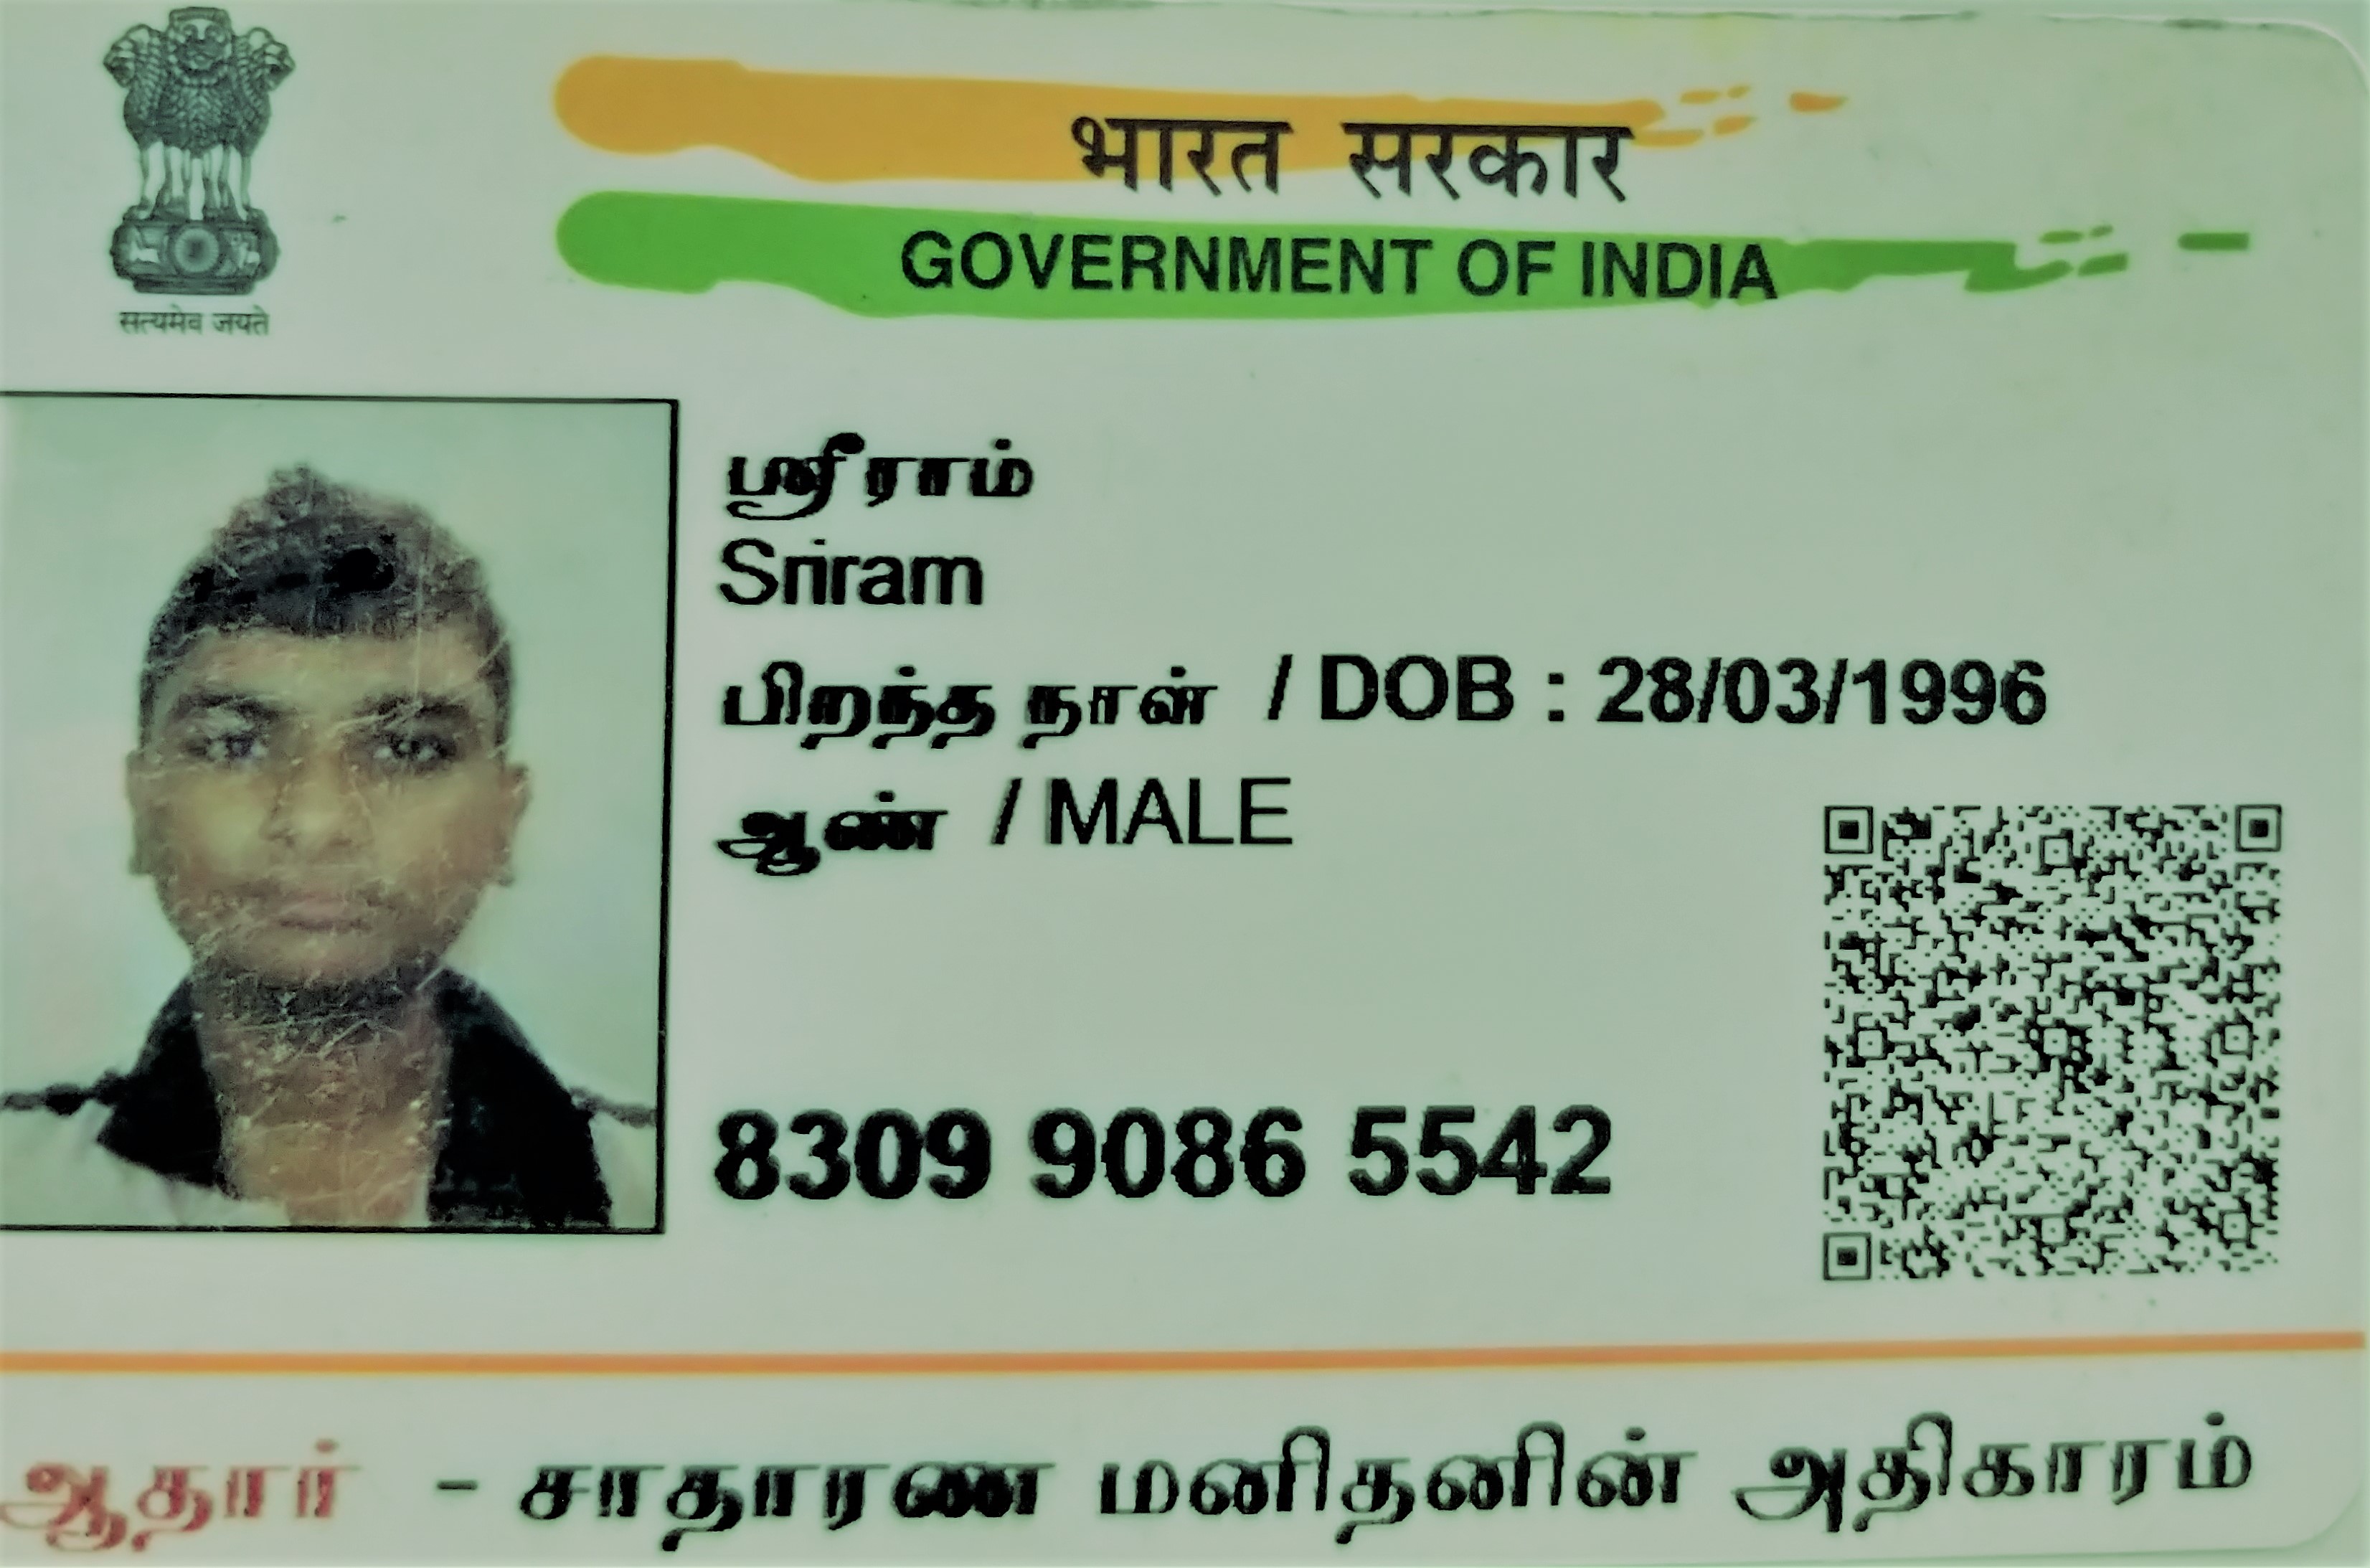 सत्यमेव जयते
भारत सरकार
GOVERNMENT OF INDIA
ஸ்ரீராம்
Sriram
பிறந்த நாள் / DOB : 28/03/1996
ஆண் / MALE
8309 9086 5542
ஆதார் - சாதாரண மனிதனின் அதிகாரம்